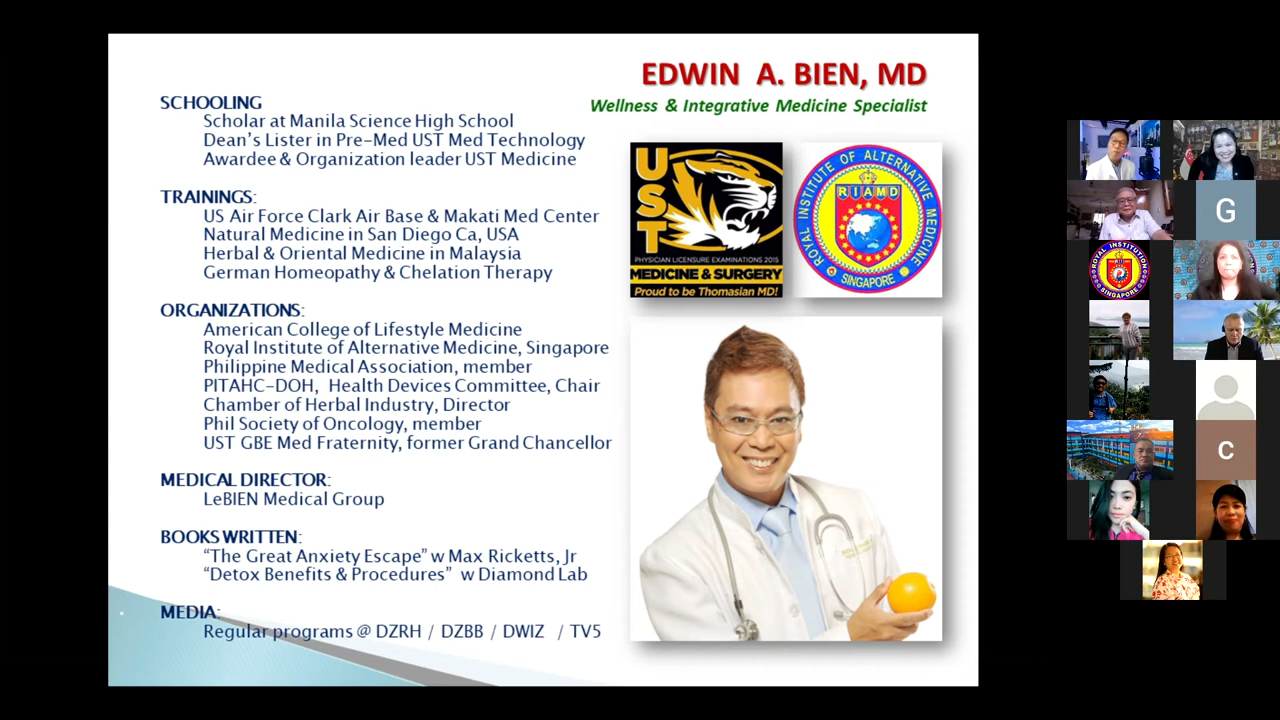 EDWIN A. BIEN, MD
Wellness & Integrative Medicine Specialist
SCHOOLING
Scholar at Manila Science High School
Dean's Lister in Pre-Med UST Med Technology
Awardee & Organization leader UST Medicine
TRAININGS:
US Air Force Clark Air Base & Makati Med Center
Natural Medicine in San Diego Ca, USA
Herbal & Oriental Medicine in Malaysia
German Homeopathy & Chelation Therapy
ORGANIZATIONS:
American College of Lifestyle Medicine
Royal Institute of Alternative Medicine, Singapore
Philippine Medical Association, member
PITAHC-DOH, Health Devices Committee, Chair
Chamber of Herbal Industry, Director
Phil Society of Oncology, member
UST GBE Med Fraternity, former Grand Chancellor
MEDICAL DIRECTOR:
LeBIEN Medical Group
BOOKS WRITTEN:
“The Great Anxiety Escape” w Max Ricketts, Jr
“Detox Benefits & Procedures” w Diamond Lab
MEDIA:
Regular programs @ DZRH / DZBB / DWIZ / TV5
UST
PHYSICIAN LICENSURE EXAMINATIONS 2015
MEDICINE & SURGERY
Proud to be Thomasian MD!
ROYAL INSTITUTE OF ALTERNATIVE MEDICINE
RIAMD
SINGAPORE
G
ROYAL INSTITUTION
SINGAPORE
C